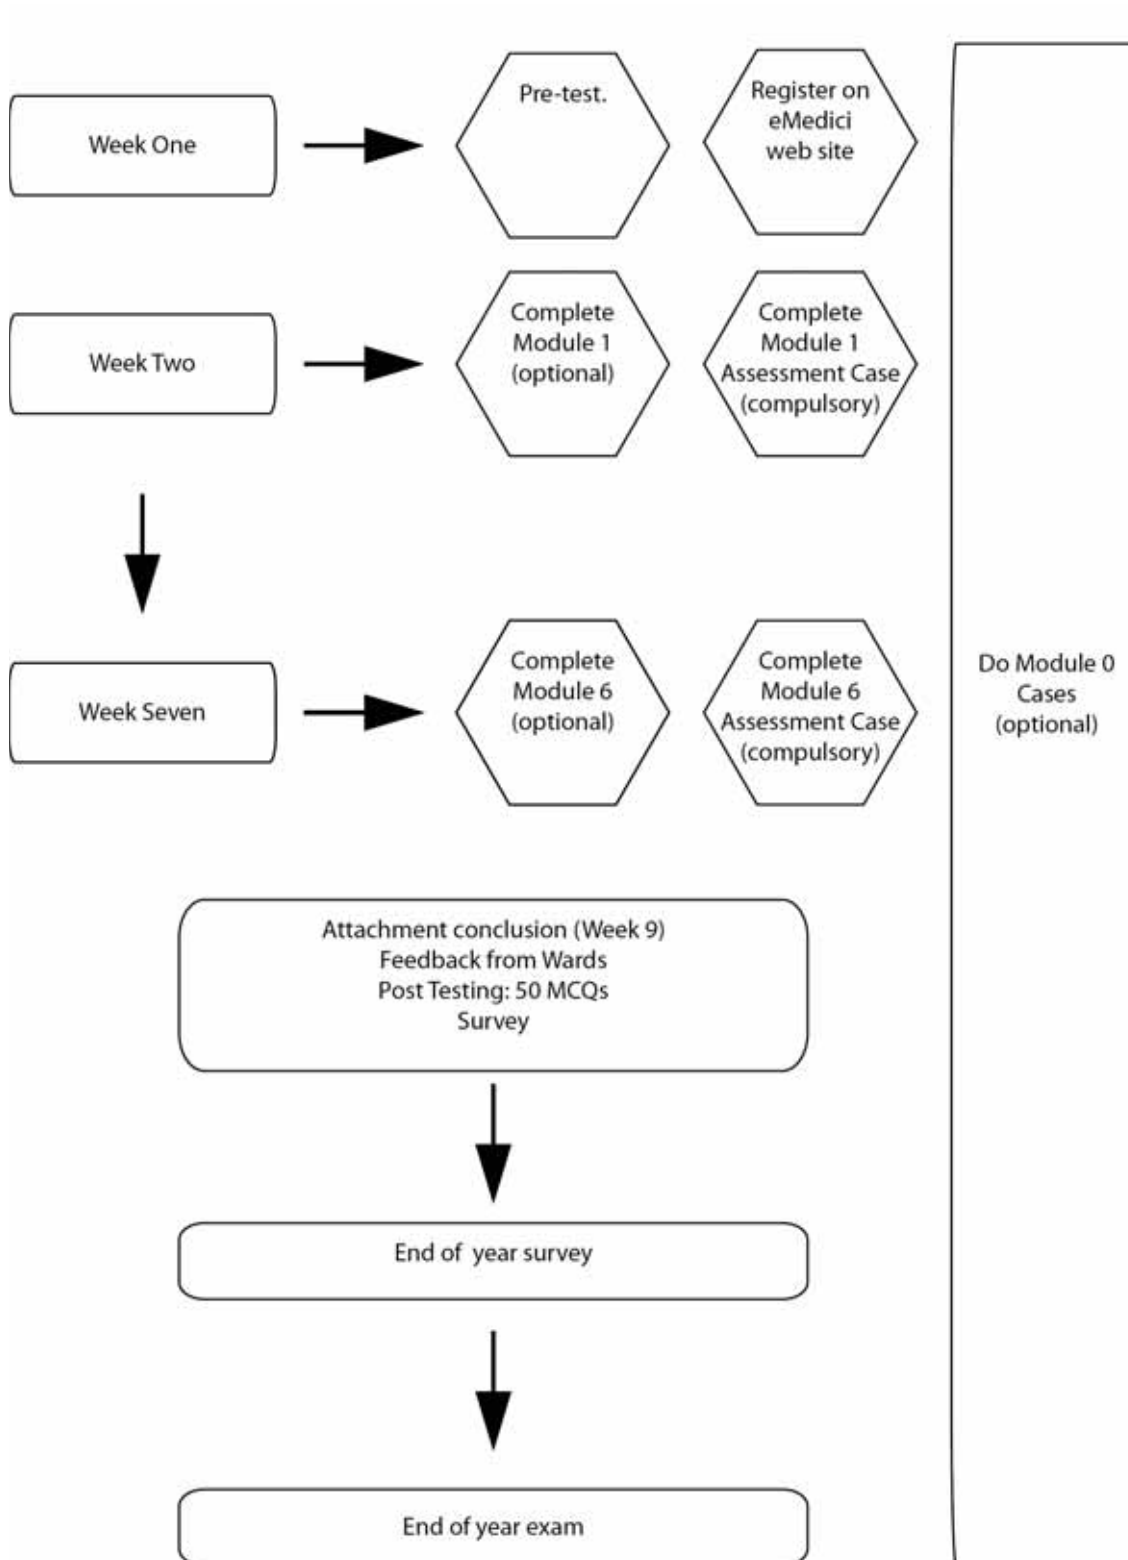 Week One
Pre-test.
Register on
eMedici
web site
Week Two
Complete
Module 1
(optional)
Complete
Module 1
Assessment Case
(compulsory)
Week Seven
Complete
Module 6
(optional)
Complete
Module 6
Assessment Case
(compulsory)
Do Module 0
Cases
(optional)
Attachment conclusion (Week 9)
Feedback from Wards
Post Testing: 50 MCQs
Survey
End of year survey
End of year exam